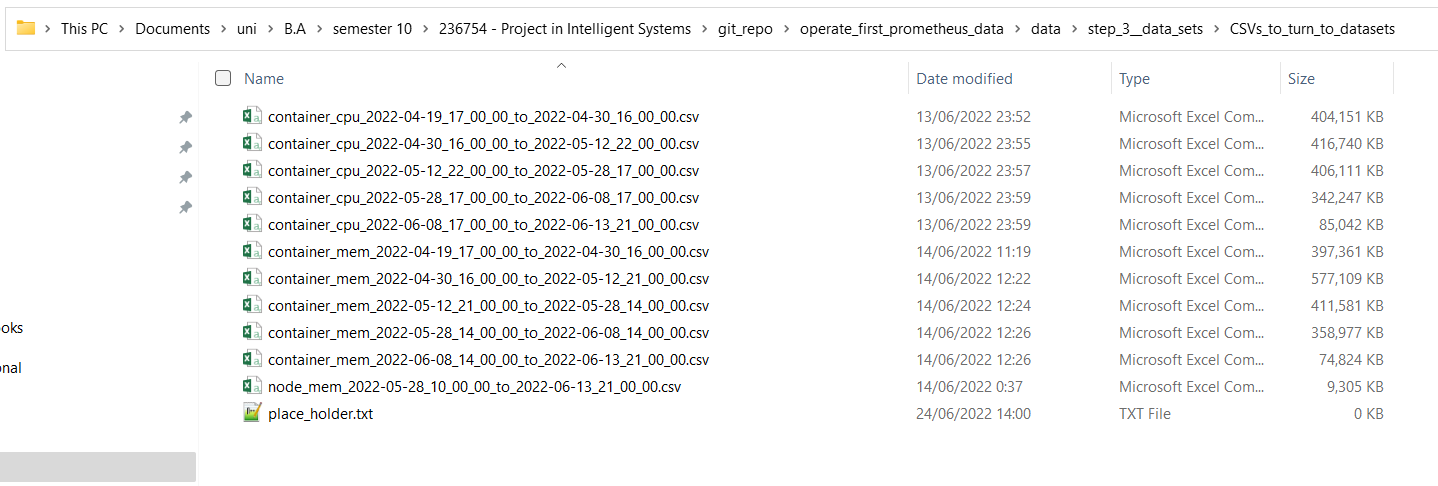 This PC > Documents > uni > B.A > semester 10 > 236754 - Project in Intelligent Systems > git_repo > operate_first_prometheus_data > data > step_3__data_sets > CSVs_to_turn_to_datasets
Name Date modified Type Size
container_cpu_2022-04-19_17_00_00_to_2022-04-30_16_00_00.csv 13/06/2022 23:52 Microsoft Excel Com... 404,151 KB
container_cpu_2022-04-30_16_00_00_to_2022-05-12_22_00_00.csv 13/06/2022 23:55 Microsoft Excel Com... 416,740 KB
container_cpu_2022-05-12_22_00_00_to_2022-05-28_17_00_00.csv 13/06/2022 23:57 Microsoft Excel Com... 406,111 KB
container_cpu_2022-05-28_17_00_00_to_2022-06-08_17_00_00.csv 13/06/2022 23:59 Microsoft Excel Com... 342,247 KB
container_cpu_2022-06-08_17_00_00_to_2022-06-13_21_00_00.csv 13/06/2022 23:59 Microsoft Excel Com... 85,042 KB
container_mem_2022-04-19_17_00_00_to_2022-04-30_16_00_00.csv 14/06/2022 11:19 Microsoft Excel Com... 397,361 KB
container_mem_2022-04-30_16_00_00_to_2022-05-12_21_00_00.csv 14/06/2022 12:22 Microsoft Excel Com... 577,109 KB
container_mem_2022-05-12_21_00_00_to_2022-05-28_14_00_00.csv 14/06/2022 12:24 Microsoft Excel Com... 411,581 KB
container_mem_2022-05-28_14_00_00_to_2022-06-08_14_00_00.csv 14/06/2022 12:26 Microsoft Excel Com... 358,977 KB
container_mem_2022-06-08_14_00_00_to_2022-06-13_21_00_00.csv 14/06/2022 12:26 Microsoft Excel Com... 74,824 KB
node_mem_2022-05-28_10_00_00_to_2022-06-13_21_00_00.csv 14/06/2022 0:37 Microsoft Excel Com... 9,305 KB
place_holder.txt 24/06/2022 14:00 TXT File 0 KB
ooks
onal